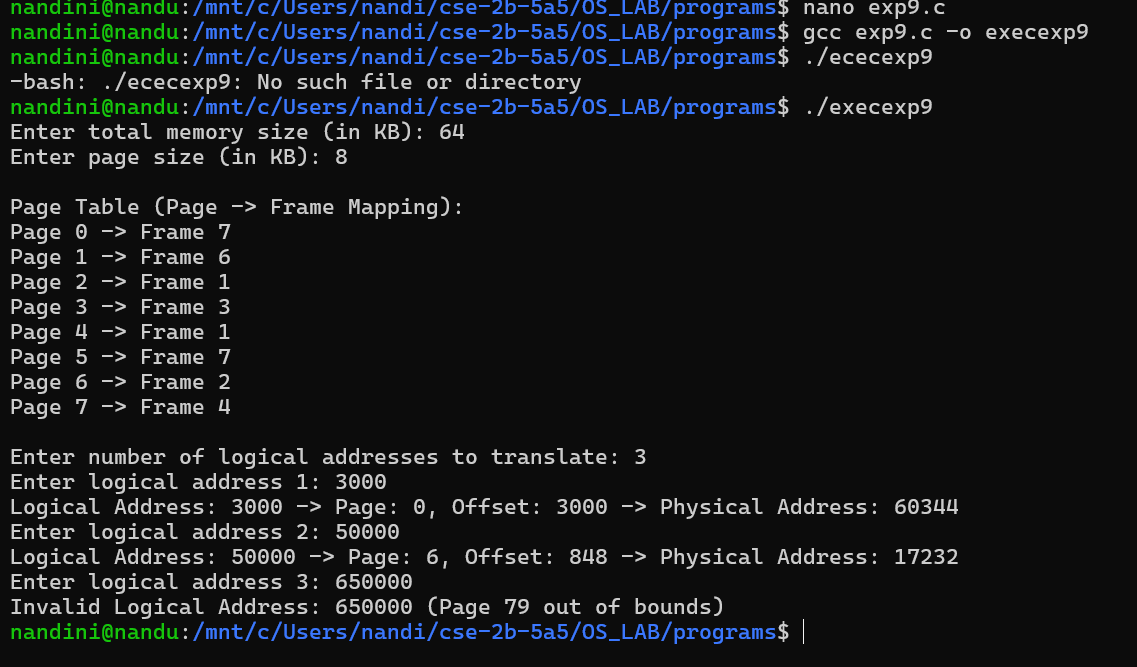 nandini@nandu:/mnt/c/Users/nandi/cse-2b-5a5/OS_LAB/programs$ nano exp9.c
nandini@nandu:/mnt/c/Users/nandi/cse-2b-5a5/OS_LAB/programs$ gcc exp9.c -o execexp9
nandini@nandu:/mnt/c/Users/nandi/cse-2b-5a5/OS_LAB/programs$ ./ececexp9
-bash: ./ececexp9: No such file or directory
nandini@nandu:/mnt/c/Users/nandi/cse-2b-5a5/OS_LAB/programs$ ./execexp9
Enter total memory size (in KB): 64
Enter page size (in KB): 8
Page Table (Page -> Frame Mapping):
Page 0 -> Frame 7
Page 1 -> Frame 6
Page 2 -> Frame 1
Page 3 -> Frame 3
Page 4 -> Frame 1
Page 5 -> Frame 7
Page 6 -> Frame 2
Page 7 -> Frame 4
Enter number of logical addresses to translate: 3
Enter logical address 1: 3000
Logical Address: 3000 -> Page: 0, Offset: 3000 -> Physical Address: 60344
Enter logical address 2: 50000
Logical Address: 50000 -> Page: 6, Offset: 848 -> Physical Address: 17232
Enter logical address 3: 650000
Invalid Logical Address: 650000 (Page 79 out of bounds)
nandini@nandu:/mnt/c/Users/nandi/cse-2b-5a5/OS_LAB/programs$